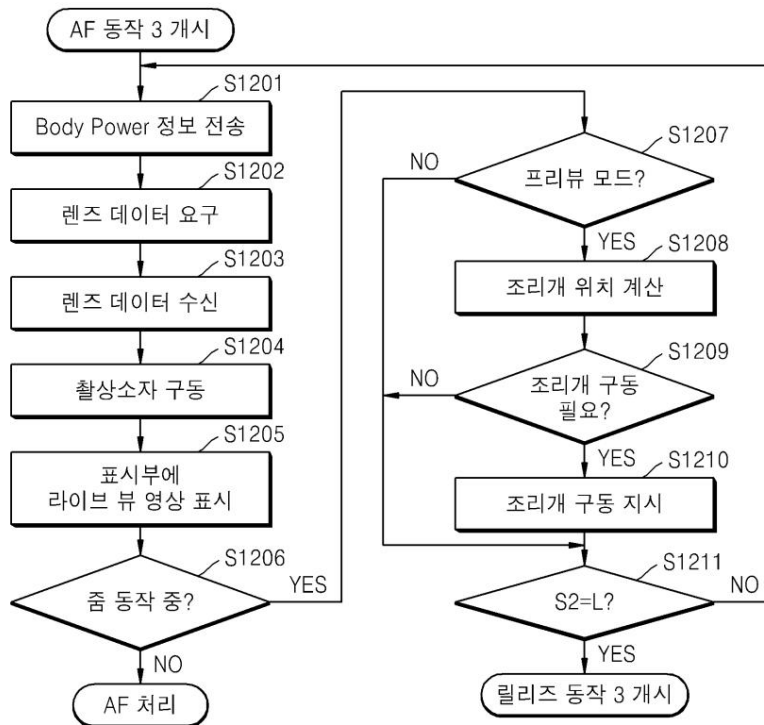 AF 동작 3 개시
S1201
Body Power 정보 전송
S1202
렌즈 데이터 요구
S1203
렌즈 데이터 수신
S1204
촬상소자 구동
S1205
표시부에
라이브 뷰 영상 표시
S1206
줌 동작 중?
YES
NO
AF 처리
S1207
프리뷰 모드?
NO
YES
S1208
조리개 위치 계산
S1209
조리개 구동
필요?
NO
YES
S1210
조리개 구동 지시
S1211
S2=L?
NO
YES
릴리즈 동작 3 개시